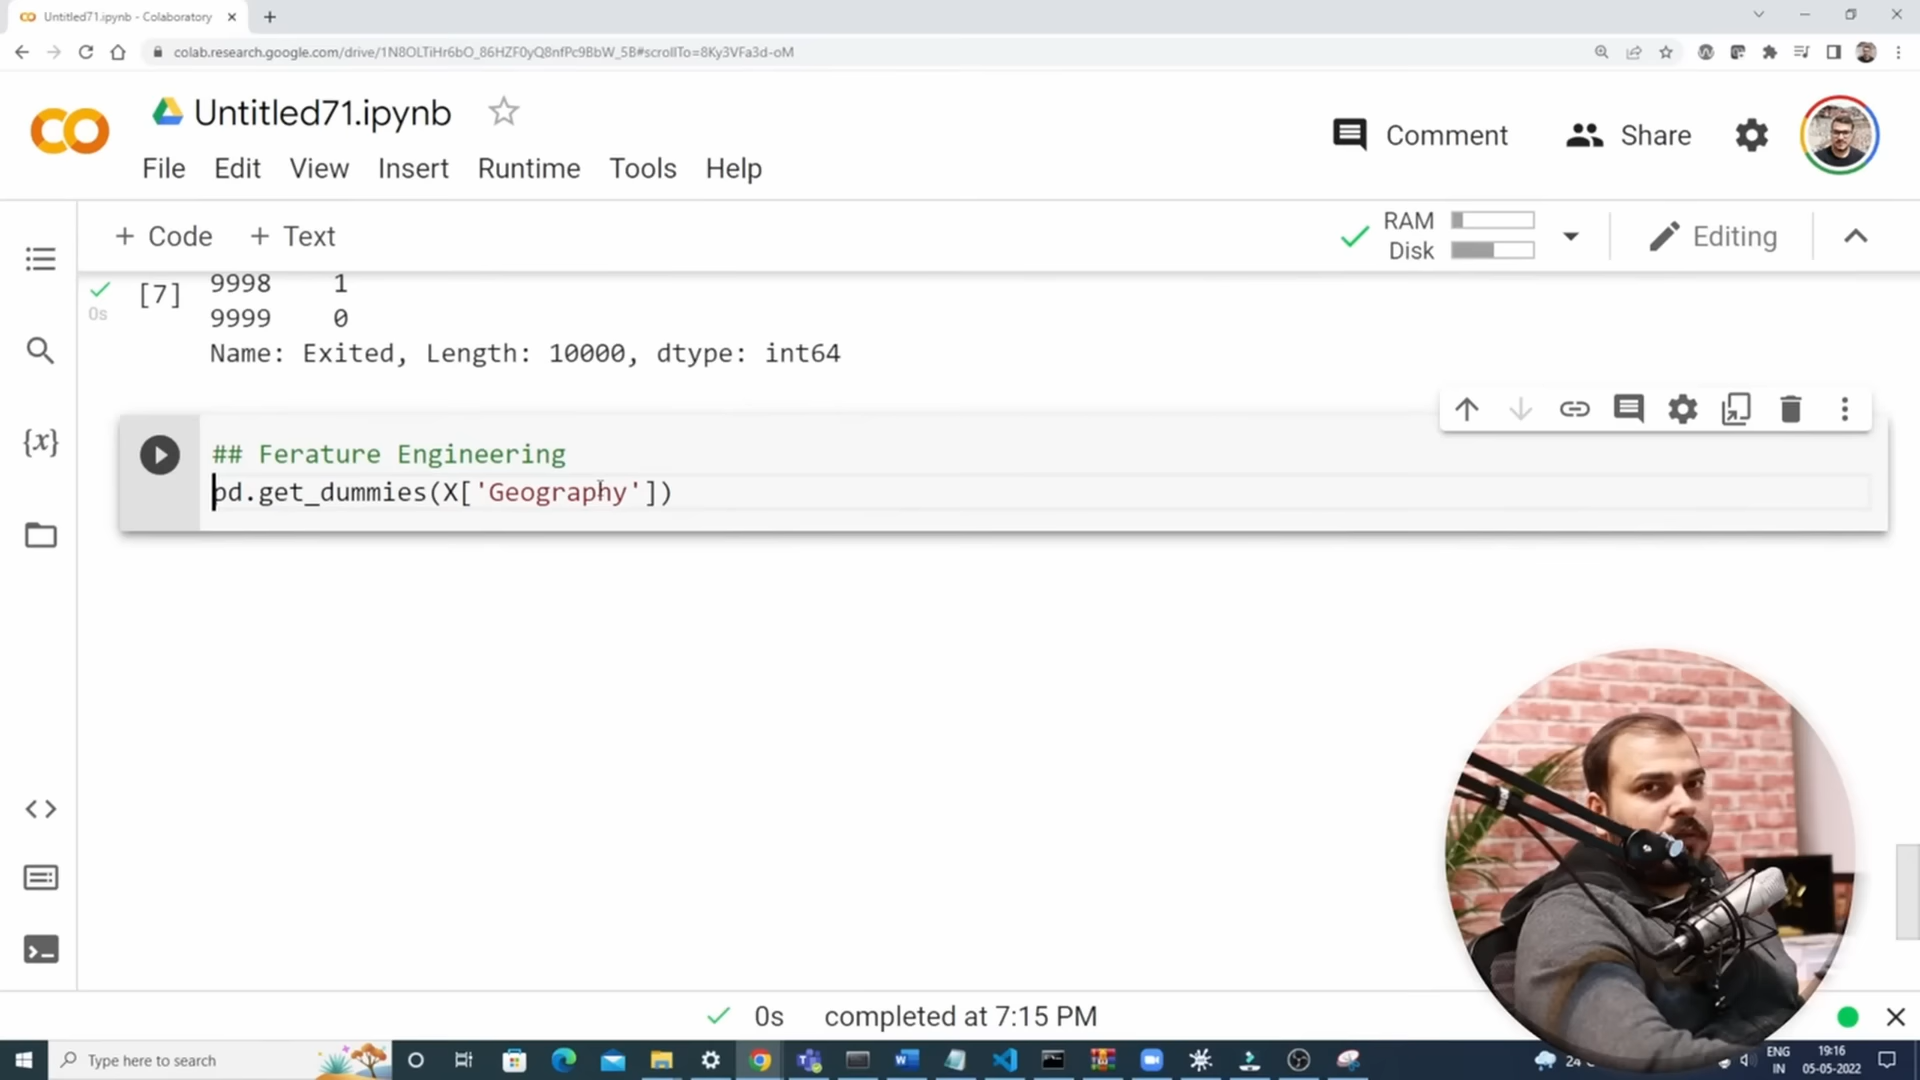 Untitled71.ipynb - Colaboratory
colab.research.google.com/drive/1N8OLTiHr6bO_86HZF0yQ8nfPc9BbW_5B#scrollTo=8Ky3VFa3d-oM
CO Untitled71.ipynb
Comment Share
File Edit View Insert Runtime Tools Help
+ Code + Text
RAM
Disk
Editing
[7]
0s
9998 1
9999 0
Name: Exited, Length: 10000, dtype: int64
{x}
## Ferature Engineering
pd.get_dummies(X['Geography'])
0s completed at 7:15 PM
Type here to search
24
ENG
IN
19:16
05-05-2022